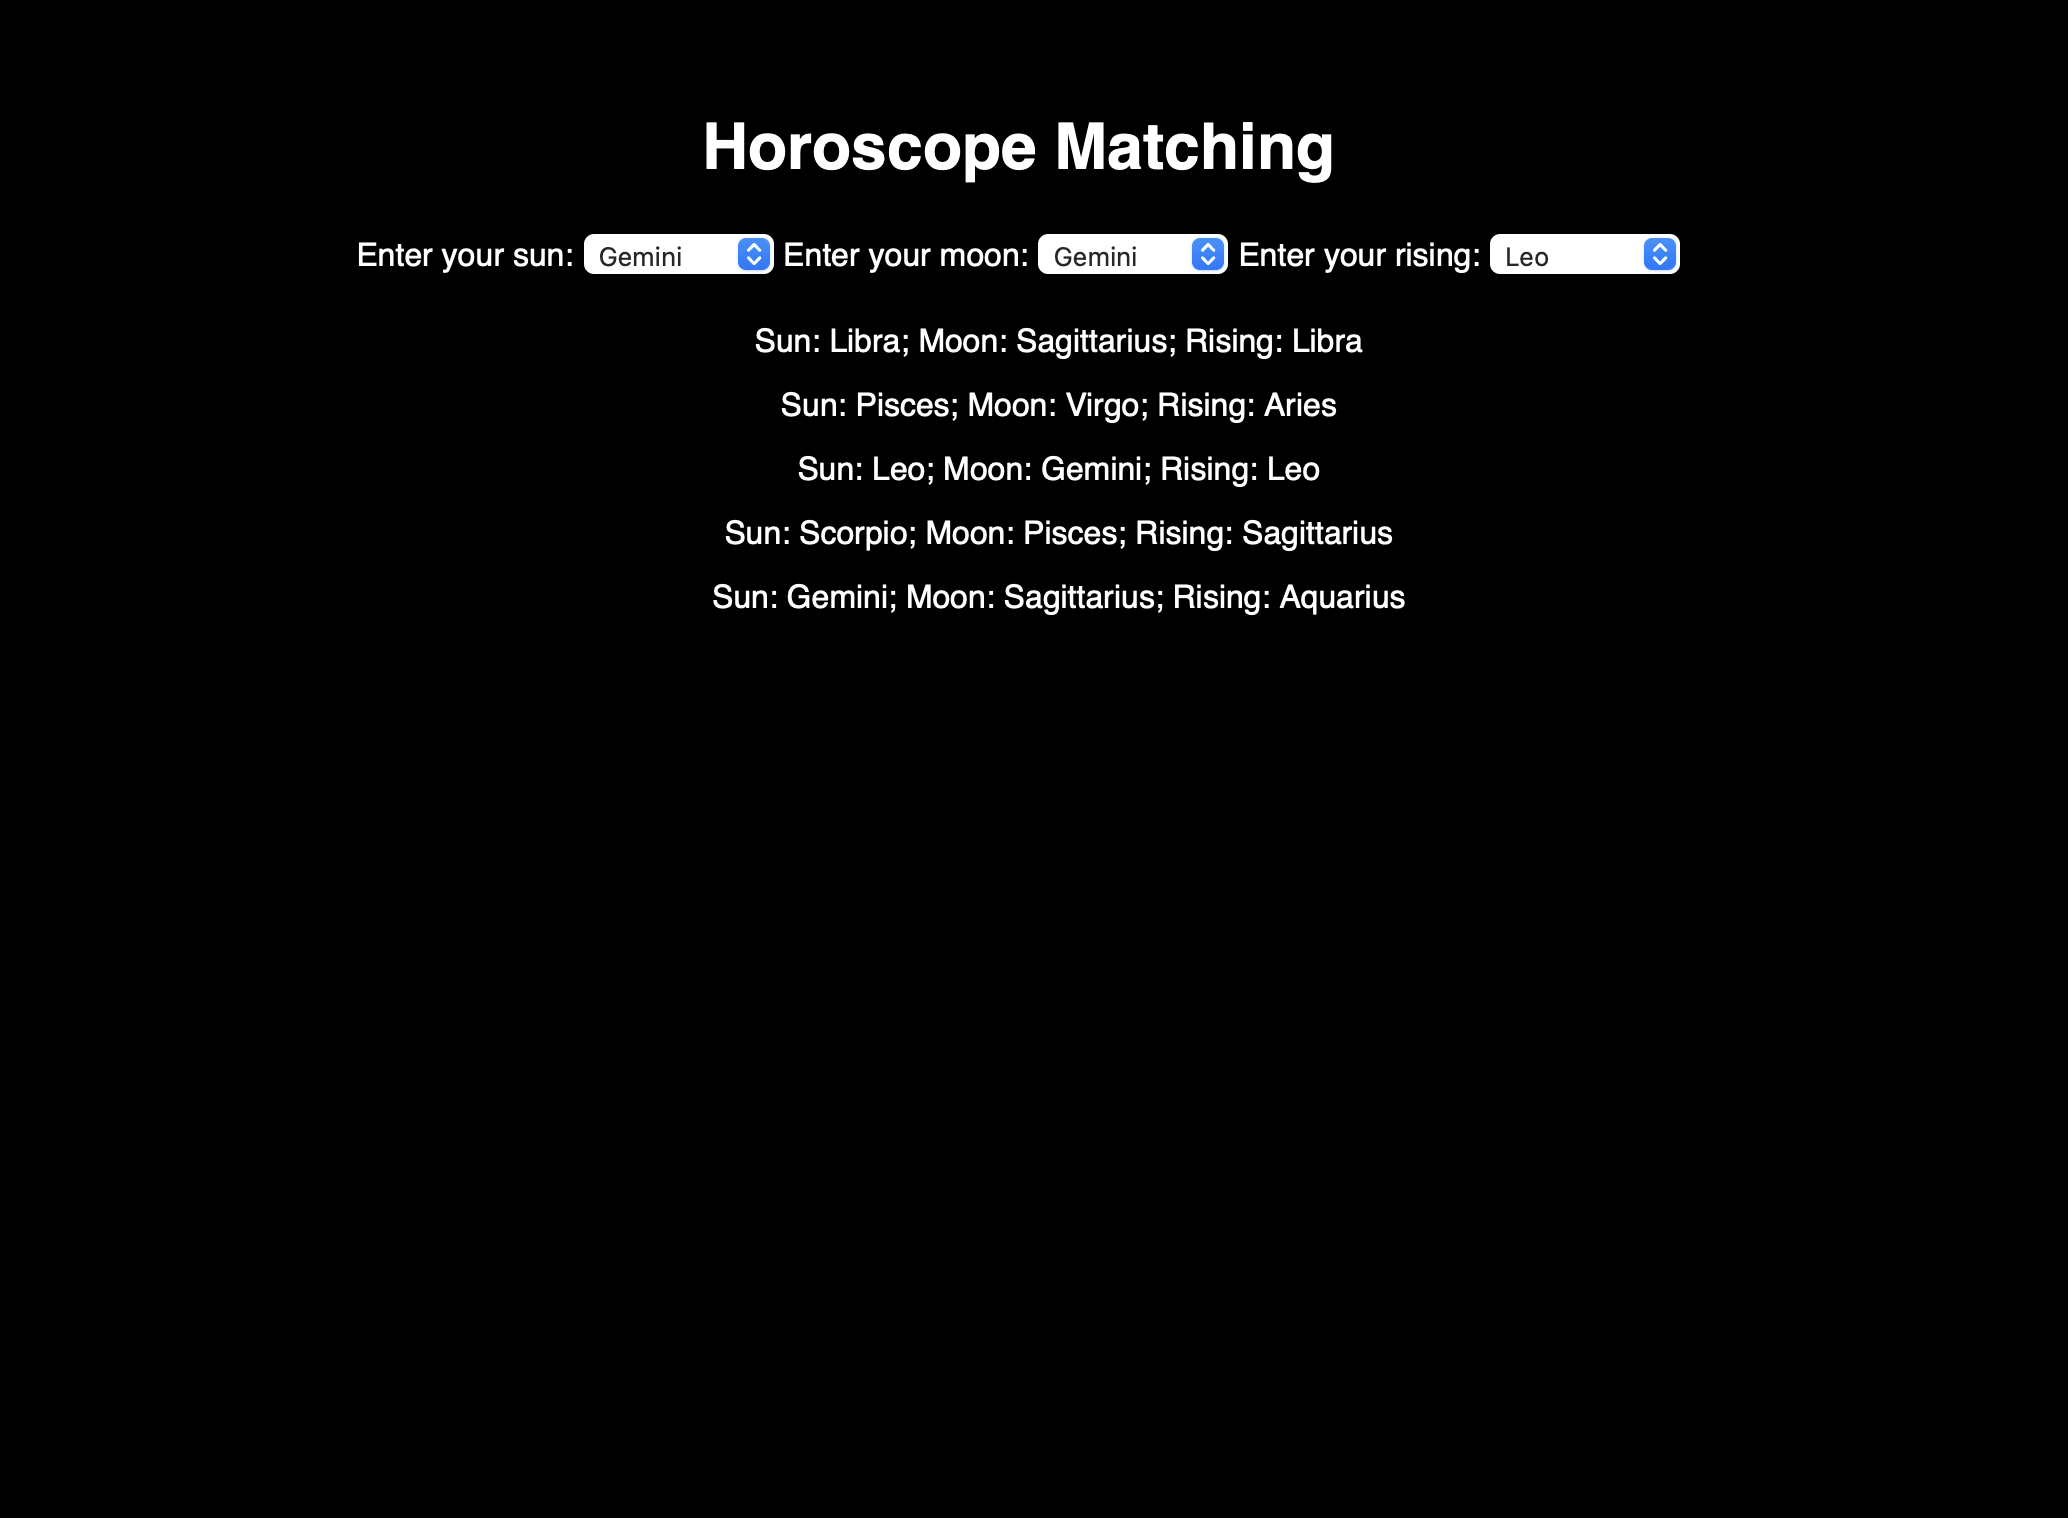 Horoscope Matching
Enter your sun: Gemini Enter your moon: Gemini Enter your rising: Leo
Sun: Libra; Moon: Sagittarius; Rising: Libra
Sun: Pisces; Moon: Virgo; Rising: Aries
Sun: Leo; Moon: Gemini; Rising: Leo
Sun: Scorpio; Moon: Pisces; Rising: Sagittarius
Sun: Gemini; Moon: Sagittarius; Rising: Aquarius